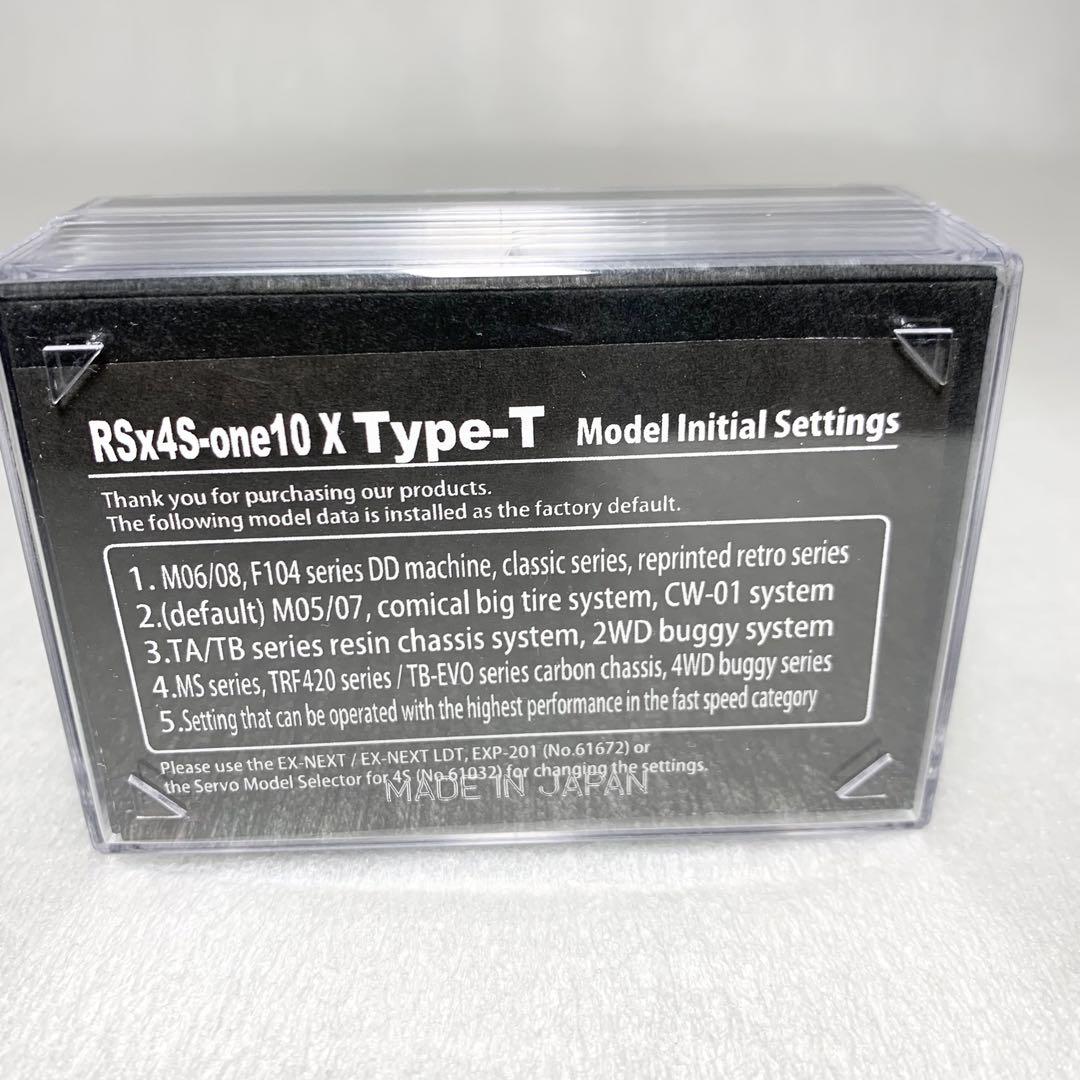 RSx4S-one10 X Type-T Model Initial Settings
Thank you for purchasing our products.
The following model data is installed as the factory default.
1. M06/08, F104 series DD machine, classic series, reprinted retro series
2.(default) M05/07, comical big tire system, CW-01 system
3.TA/TB series resin chassis system, 2WD buggy system
4.MS series, TRF420 series / TB-EVO series carbon chassis, 4WD buggy series
5.Setting that can be operated with the highest performance in the fast speed category
Please use the EX-NEXT / EX-NEXT LDT, EXP-201 (No.61672) or
the Servo Model Selector for 4S (No.61032) for changing the settings.
MADE IN JAPAN